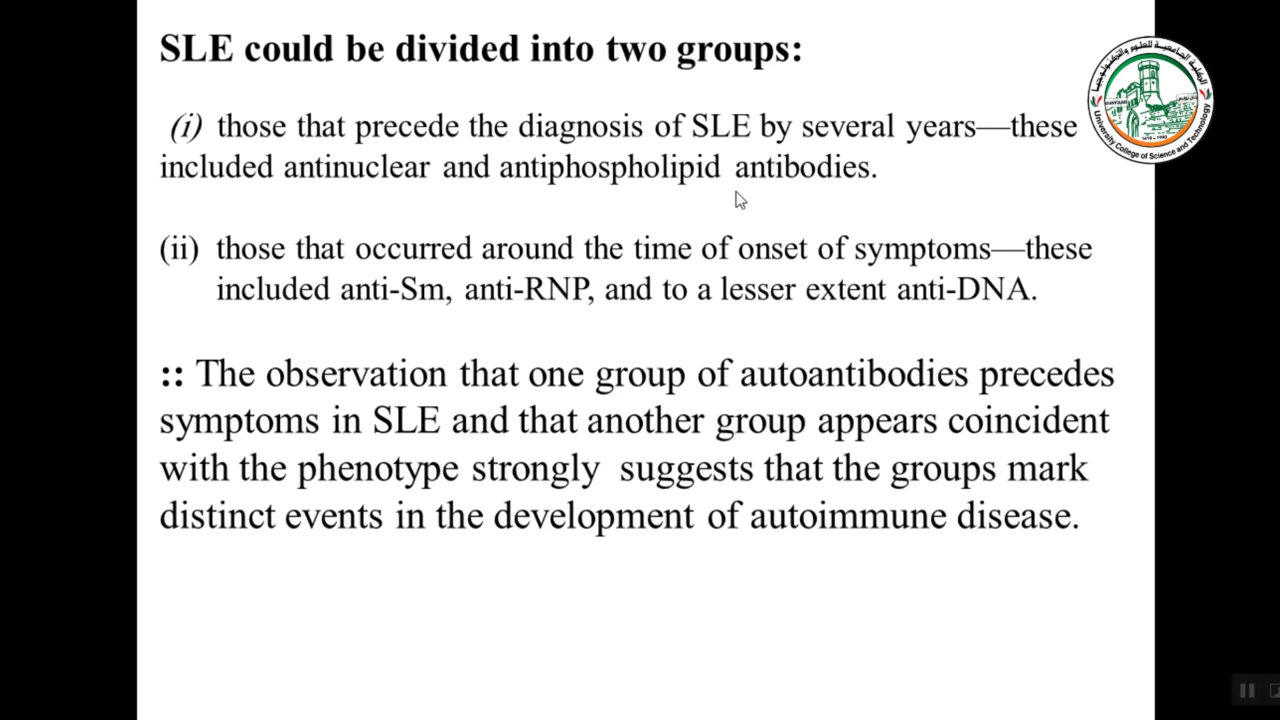 SLE could be divided into two groups:
(i) those that precede the diagnosis of SLE by several years—these
included antinuclear and antiphospholipid antibodies.
(ii) those that occurred around the time of onset of symptoms—these
included anti-Sm, anti-RNP, and to a lesser extent anti-DNA.
:: The observation that one group of autoantibodies precedes
symptoms in SLE and that another group appears coincident
with the phenotype strongly suggests that the groups mark
distinct events in the development of autoimmune disease.
الكلية الجامعية للعلوم والتكنولوجيا
University College of Science and Technology